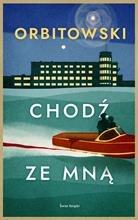 ORBITOWSKI
CHODŹ
ZE MNĄ
Świat Książki